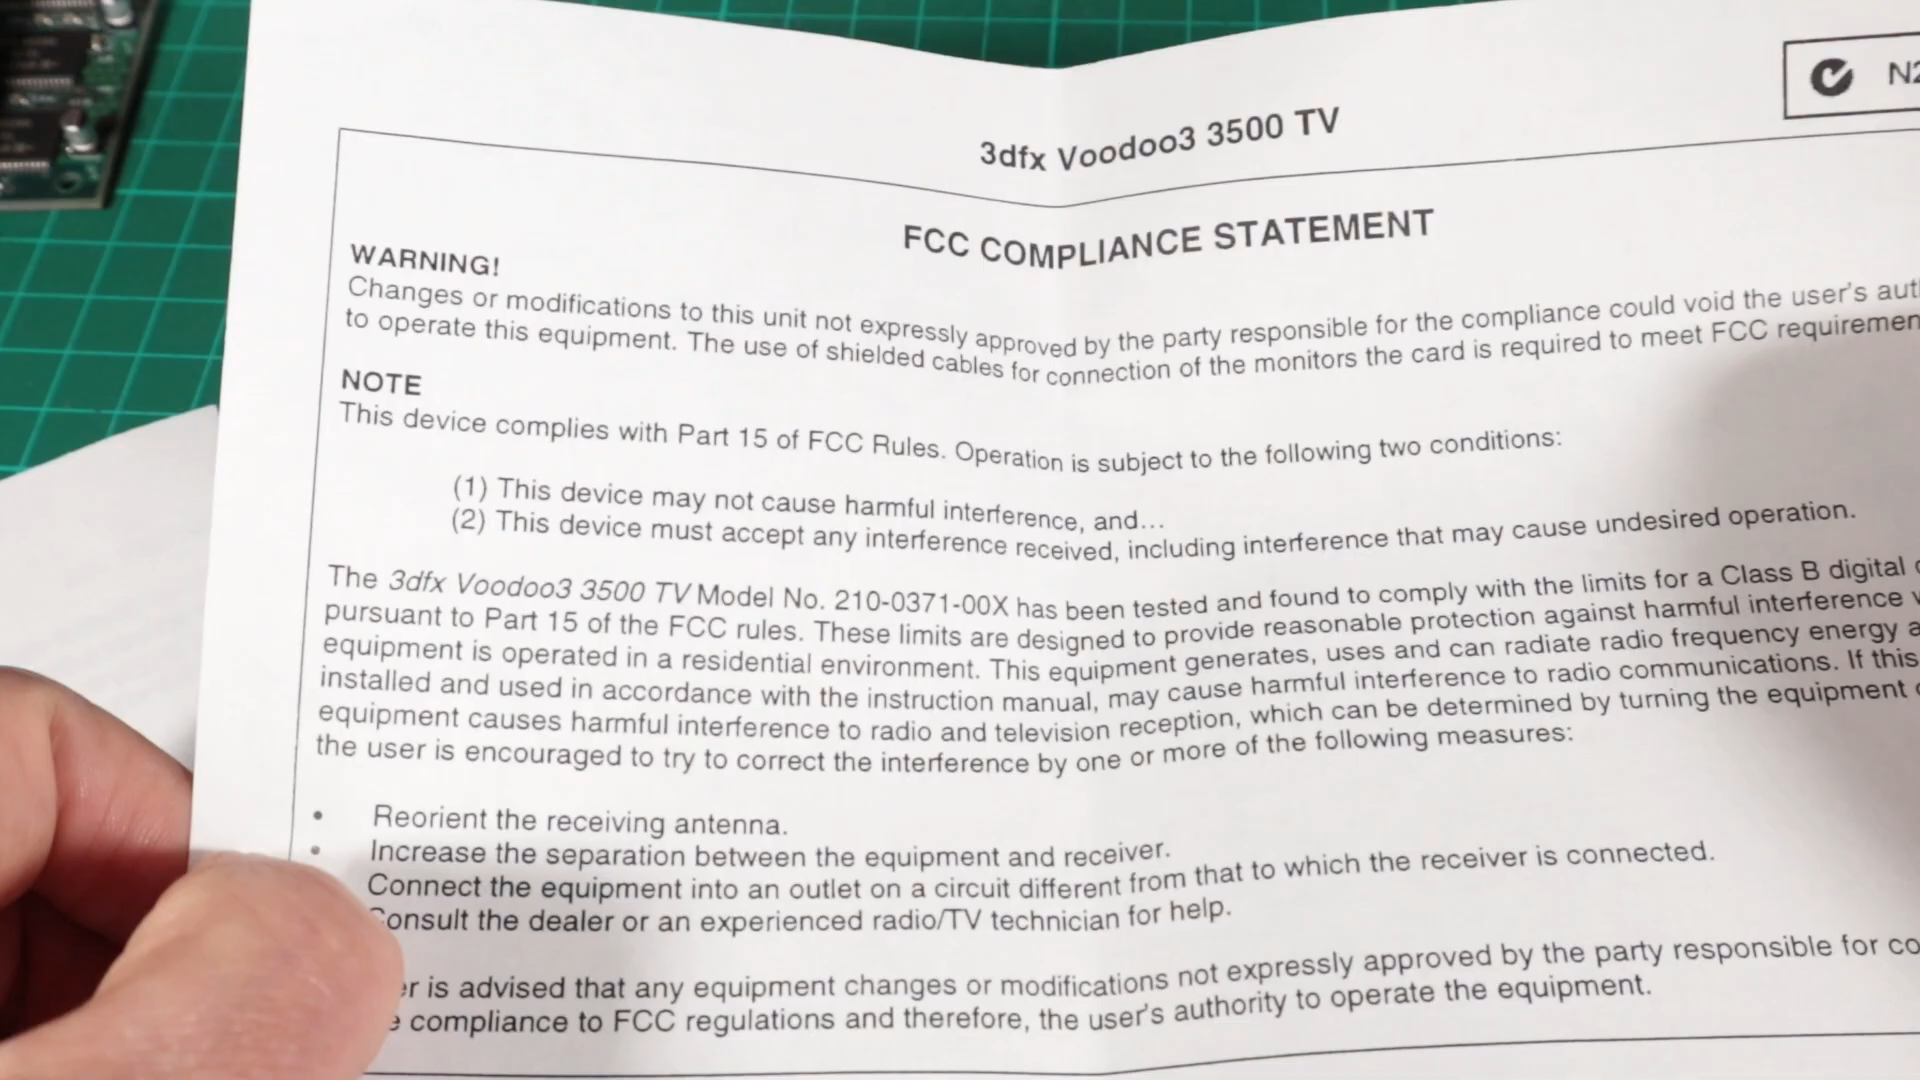 N2
3dfx Voodoo3 3500 TV
FCC COMPLIANCE STATEMENT
WARNING!
Changes or modifications to this unit not expressly approved by the party responsible for the compliance could void the user's
to operate this equipment. The use of shielded cables for connection of the monitors the card is required to meet FCC
NOTE
This device complies with Part 15 of FCC Rules. Operation is subject to the following two conditions:
(1) This device may not cause harmful interference, and...
(2) This device must accept any interference received, including interference that may cause undesired operation.
The 3dfx Voodoo3 3500 TV Model No. 210-0371-00X has been tested and found to comply with the limits for a Class B digital
pursuant to Part 15 of the FCC rules. These limits are designed to provide reasonable protection against harmful interference
equipment is operated in a residential environment. This equipment generates, uses and can radiate radio frequency energy
installed and used in accordance with the instruction manual, may cause harmful interference to radio communications. If this
equipment causes harmful interference to radio and television reception, which can be determined by turning the equipment
the user is encouraged to try to correct the interference by one or more of the following measures:
• Reorient the receiving antenna.
• Increase the separation between the equipment and receiver.
Connect the equipment into an outlet on a circuit different from that to which the receiver is connected.
Consult the dealer or an experienced radio/TV technician for help.
is advised that any equipment changes or modifications not expressly approved by the party responsible for
compliance to FCC regulations and therefore, the user's authority to operate the equipment.